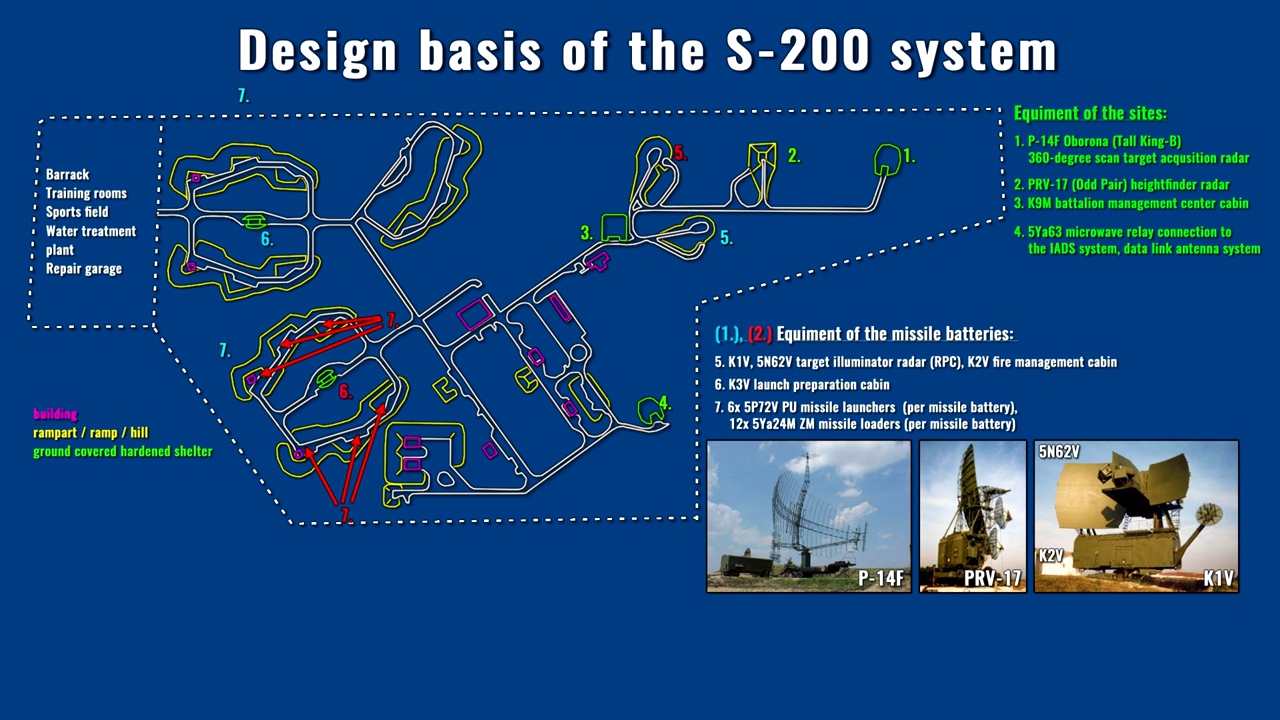 Design basis of the S-200 system
7.
Equiment of the sites:
1. P-14F Oborona (Tall King-B)
360-degree scan target acqusition radar
2. PRV-17 (Odd Pair) heightfinder radar
3. K9M battalion management center cabin
4. 5Ya63 microwave relay connection to
the IADS system, data link antenna system
Barrack
Training rooms
Sports field
Water treatment
plant
Repair garage
5.
2.
1.
6.
3.
5.
7.
7.
6.
4.
7.
building
rampart / ramp / hill
ground covered hardened shelter
(1.), (2.) Equiment of the missile batteries:
5. K1V, 5N62V target illuminator radar (RPC), K2V fire management cabin
6. K3V launch preparation cabin
7. 6x 5P72V PU missile launchers (per missile battery),
12x 5Ya24M ZM missile loaders (per missile battery)
P-14F
PRV-17
5N62V
K2V
K1V